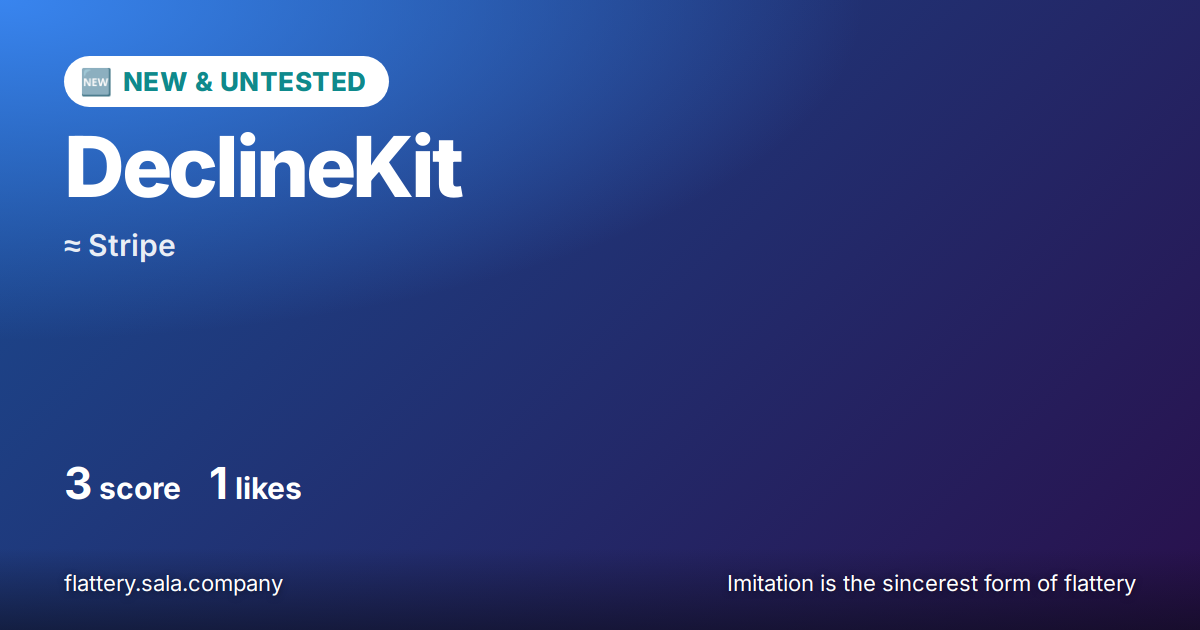 🆕 NEW & UNTESTED
DeclineKit
≈ Stripe
3 score 1 likes
flattery.sala.company
Imitation is the sincerest form of flattery